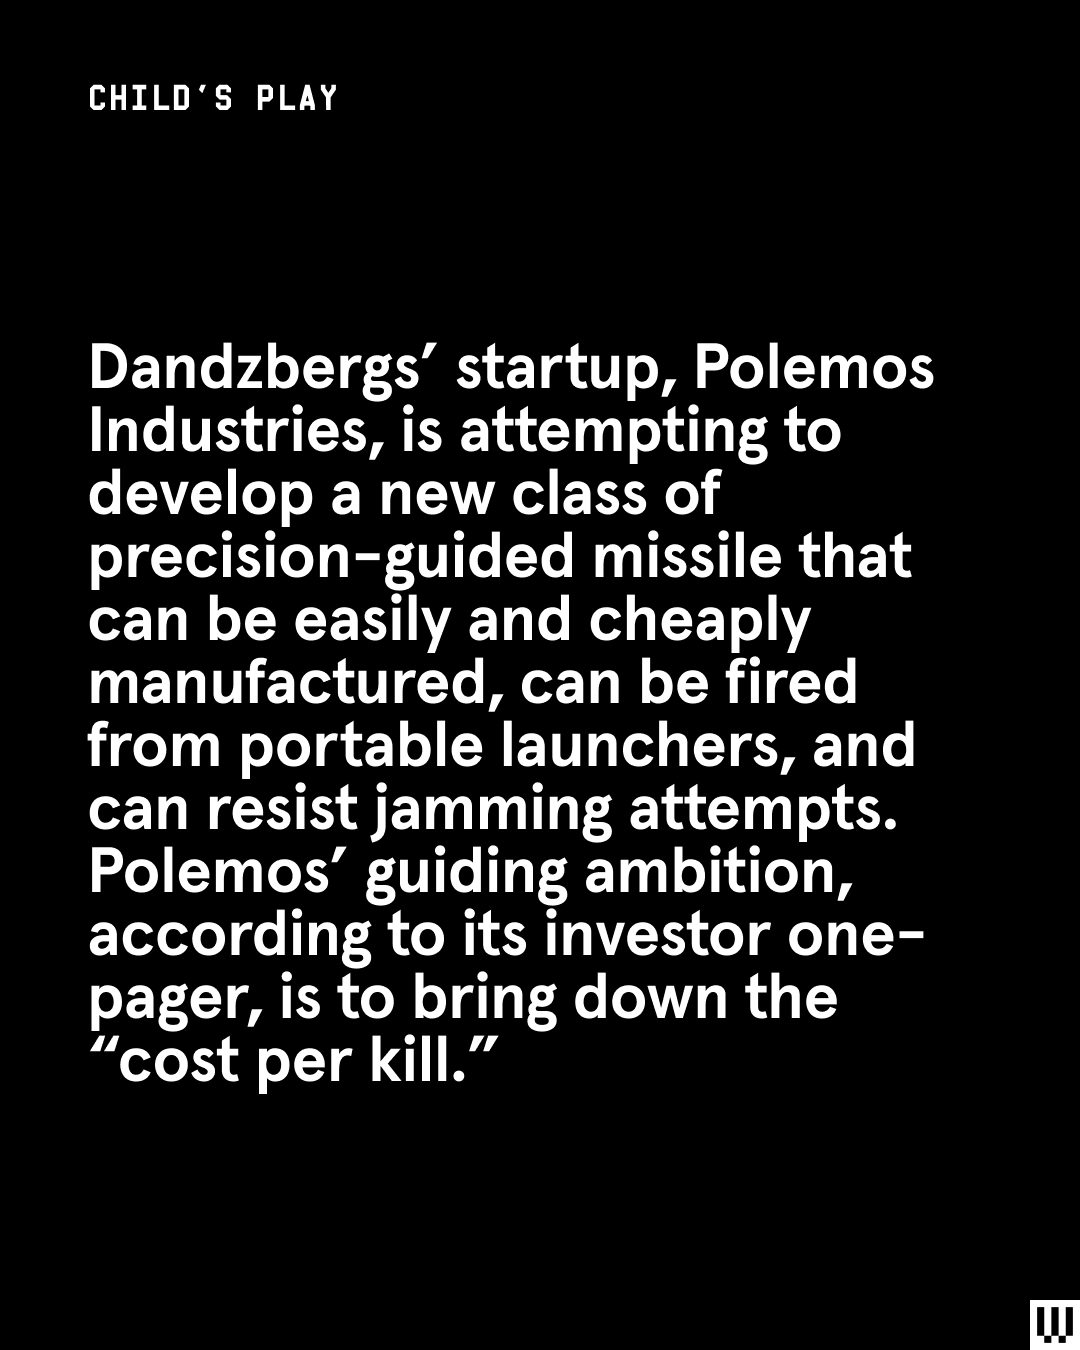 CHILD'S PLAY
Dandzbergs’ startup, Polemos
Industries, is attempting to
develop a new class of
precision-guided missile that
can be easily and cheaply
manufactured, can be fired
from portable launchers, and
can resist jamming attempts.
Polemos’ guiding ambition,
according to its investor one-
pager, is to bring down the
“cost per kill.”
W